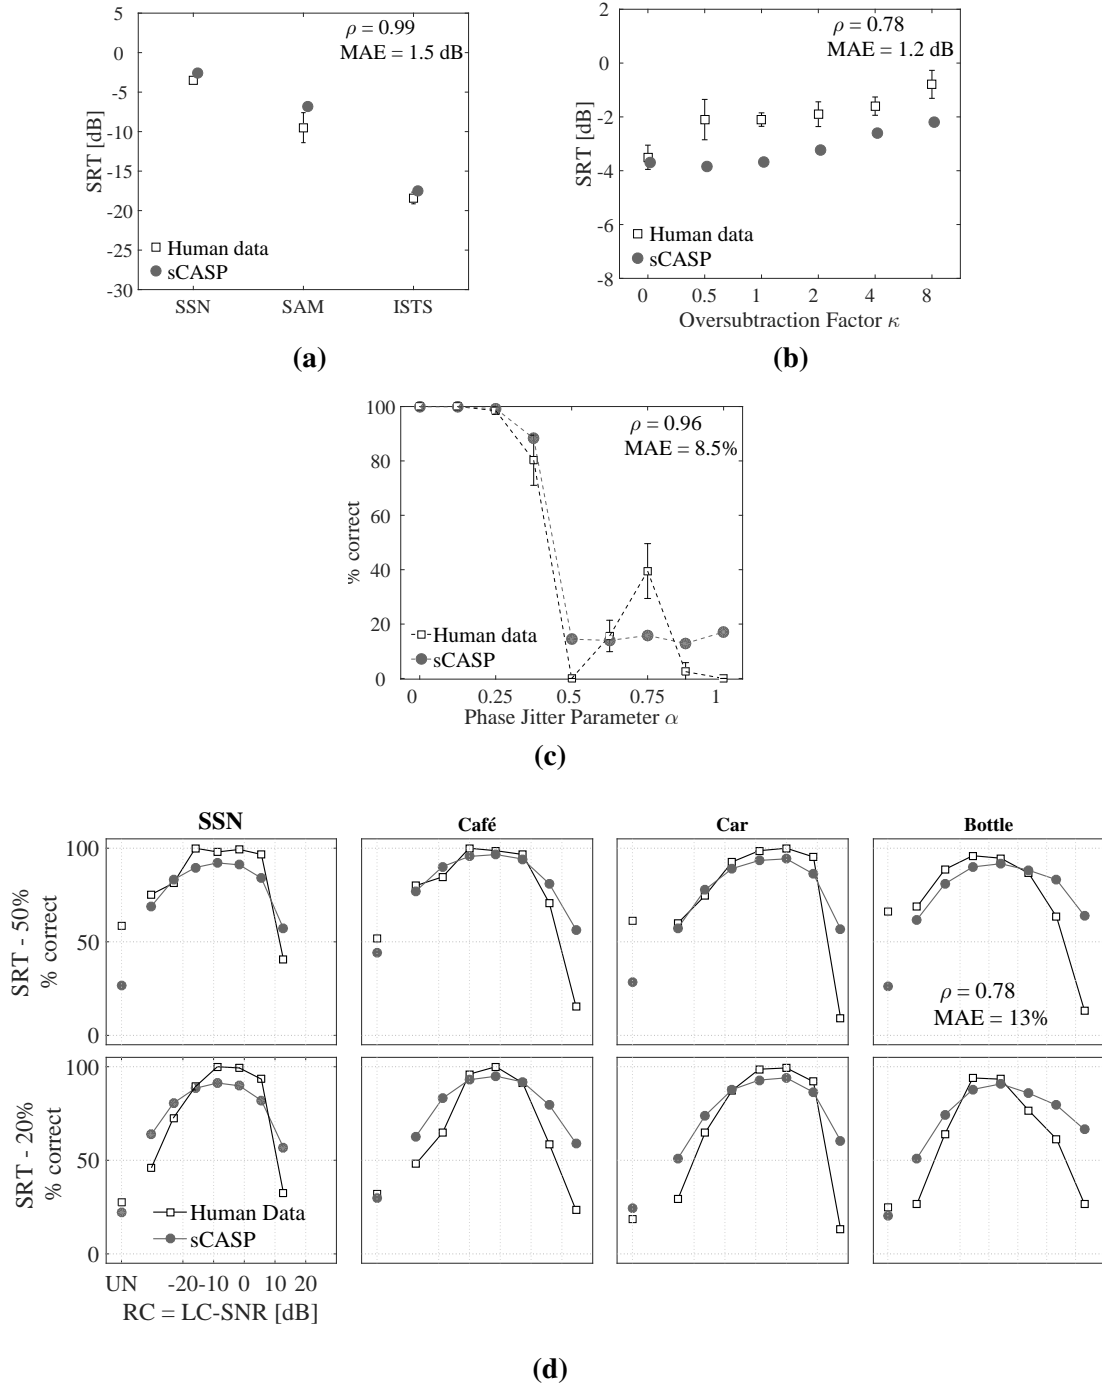 5
0
-5
-10
-15
-20
-25
-30
SRT [dB]
ρ = 0.99
MAE = 1.5 dB
Human data
sCASP
SSN SAM ISTS
(a)
2
0
-2
-4
-6
-8
SRT [dB]
ρ = 0.78
MAE = 1.2 dB
Human data
sCASP
0 0.5 1 2 4 8
Oversubtraction Factor κ
(b)
100
80
60
40
20
0
% correct
ρ = 0.96
MAE = 8.5%
Human data
sCASP
0 0.25 0.5 0.75 1
Phase Jitter Parameter α
(c)
SSN Café Car Bottle
SRT - 50%
% correct
100
50
0
ρ = 0.78
MAE = 13%
SRT - 20%
% correct
100
50
0
Human Data
sCASP
UN -20 -10 0 10 20
RC = LC-SNR [dB]
(d)